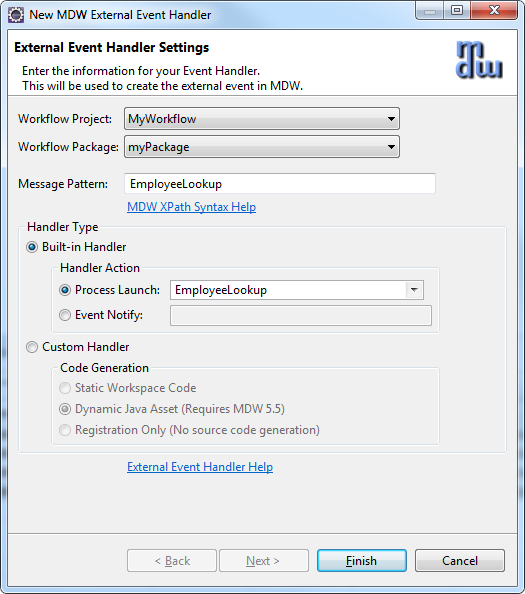 New MDW External Event Handler
External Event Handler Settings
mdw
Enter the information for your Event Handler.
This will be used to create the external event in MDW.
Workflow Project: MyWorkflow
Workflow Package: myPackage
Message Pattern: EmployeeLookup
MDW XPath Syntax Help
Handler Type
Built-in Handler
Handler Action
Process Launch: EmployeeLookup
Event Notify:
Custom Handler
Code Generation
Static Workspace Code
Dynamic Java Asset (Requires MDW 5.5)
Registration Only (No source code generation)
External Event Handler Help
< Back Next > Finish Cancel